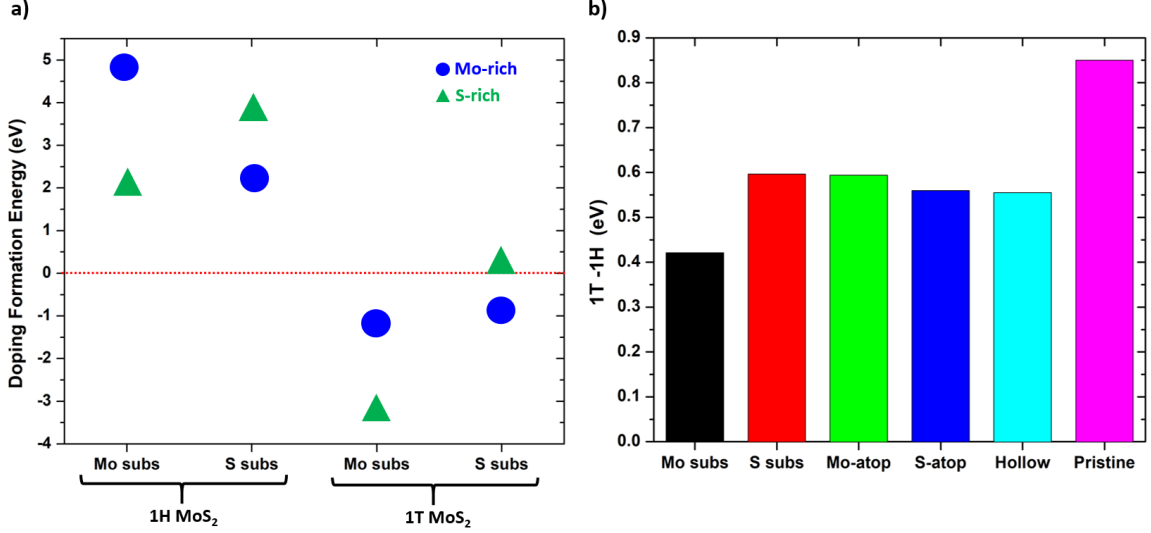 a)
Doping Formation Energy (eV)
5
4
3
2
1
0
-1
-2
-3
-4
Mo-rich
S-rich
Mo subs S subs Mo subs S subs
1H MoS₂ 1T MoS₂
b)
1T -1H (eV)
0.9
0.8
0.7
0.6
0.5
0.4
0.3
0.2
0.1
0.0
Mo subs S subs Mo-atop S-atop Hollow Pristine